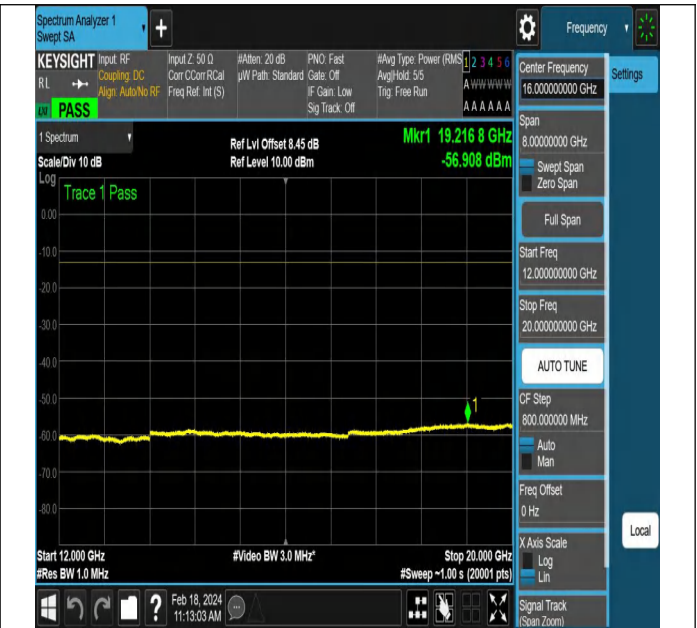 Spectrum Analyzer 1
Swept SA
+
Frequency
KEYSIGHT
RL
PASS
Input: RF
Coupling: DC
Align: Auto/No RF
Input Z: 50 Ω
Corr CCorr RCal
Freq Ref: Int (S)
#Atten: 20 dB
µW Path: Standard
PNO: Fast
Gate: Off
IF Gain: Low
Sig Track: Off
#Avg Type: Power (RMS
Avg|Hold: 5/5
Trig: Free Run
1 2 3 4 5 6
A W W W W W
A A A A A A
1 Spectrum
Scale/Div 10 dB
Log
Ref Lvl Offset 8.45 dB
Ref Level 10.00 dBm
Mkr1 19.216 8 GHz
-56.908 dBm
Trace 1 Pass
0.00
-10.0
-20.0
-30.0
-40.0
-50.0
-60.0
-70.0
-80.0
1
Start 12.000 GHz
#Res BW 1.0 MHz
#Video BW 3.0 MHz*
Stop 20.000 GHz
#Sweep ~1.00 s (20001 pts)
?
Feb 18, 2024
11:13:03 AM
Center Frequency
16.000000000 GHz
Settings
Span
8.00000000 GHz
Swept Span
Zero Span
Full Span
Start Freq
12.000000000 GHz
Stop Freq
20.000000000 GHz
AUTO TUNE
CF Step
800.000000 MHz
Auto
Man
Freq Offset
0 Hz
X Axis Scale
Log
Lin
Local
Signal Track
(Span Zoom)